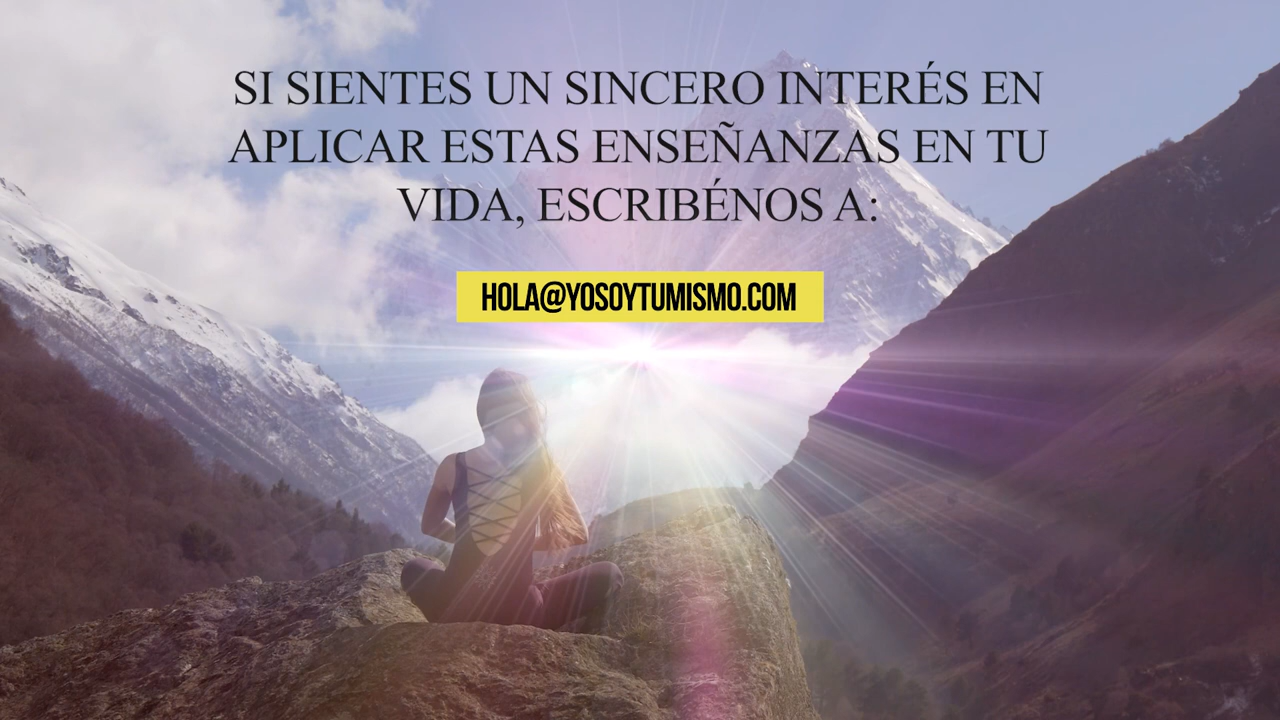 SI SIENTES UN SINCERO INTERÉS EN
APLICAR ESTAS ENSEÑANZAS EN TU
VIDA, ESCRIBÉNOS A:
HOLA@YOSOYTUMISMO.COM